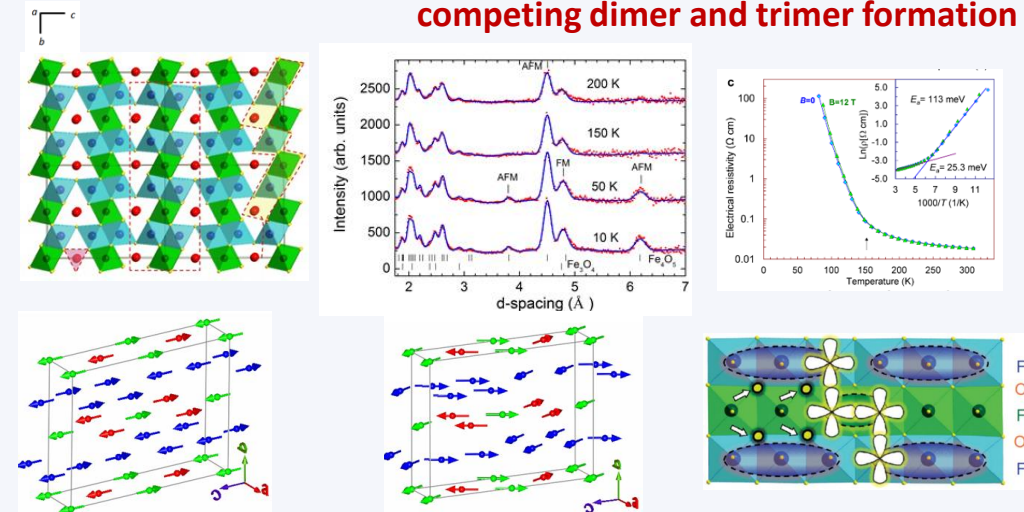 competing dimer and trimer formation
a
c
b
AFM
200 K
150 K
FM
AFM
AFM
50 K
10 K
Fe3O4
Fe4O5
2500
2000
1500
1000
500
0
Intensity (arb. units)
2 3 4 5 6 7
d-spacing (Å)
c
B=0
B=12 T
100
10
1
0.1
0.01
Electrical resistivity (Ω cm)
0 50 100 150 200 250 300 350
Temperature (K)
5.0
3.0
1.0
-1.0
-3.0
-5.0
Ln(ρ[Ω cm])
Ea= 113 meV
Ea= 25.3 meV
3 5 7 9 11
1000/T (1/K)
F
O
F
O
F